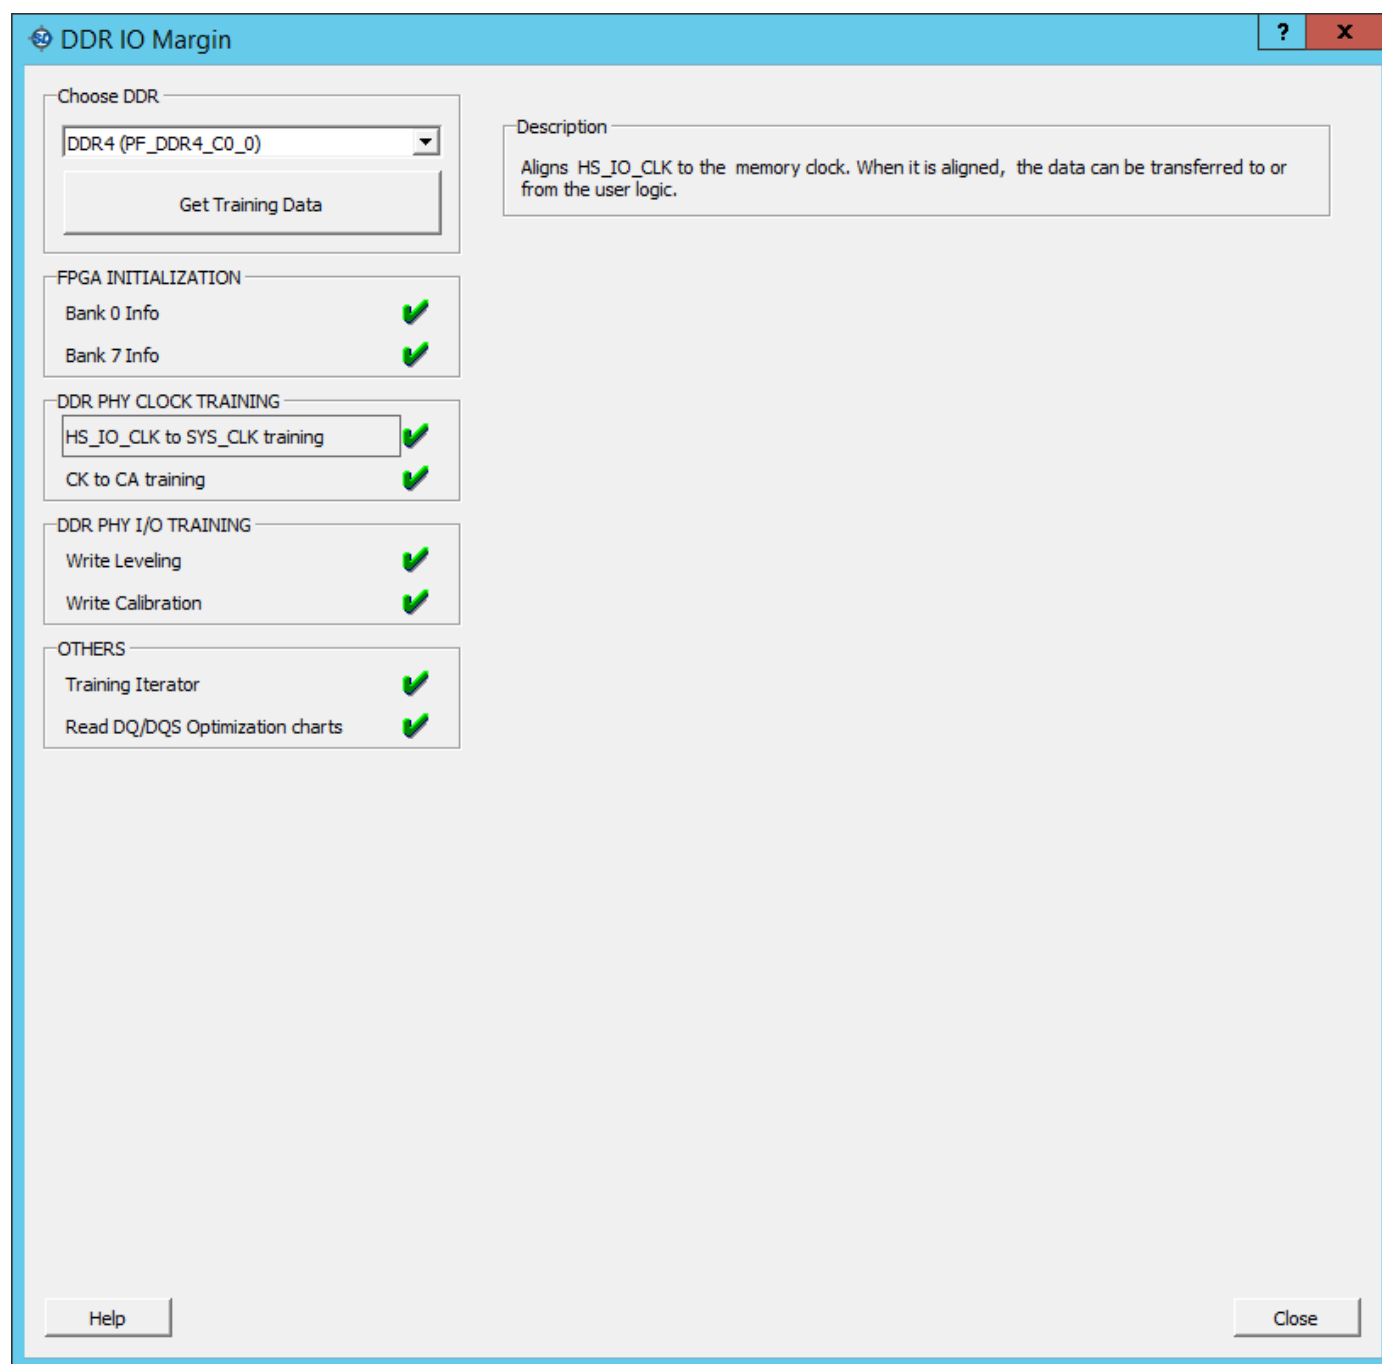 DDR IO Margin
?
x
Choose DDR
DDR4 (PF_DDR4_C0_0)
Get Training Data
Description
Aligns HS_IO_CLK to the memory clock. When it is aligned, the data can be transferred to or
from the user logic.
FPGA INITIALIZATION
Bank 0 Info
Bank 7 Info
DDR PHY CLOCK TRAINING
HS_IO_CLK to SYS_CLK training
CK to CA training
DDR PHY I/O TRAINING
Write Leveling
Write Calibration
OTHERS
Training Iterator
Read DQ/DQS Optimization charts
Help
Close